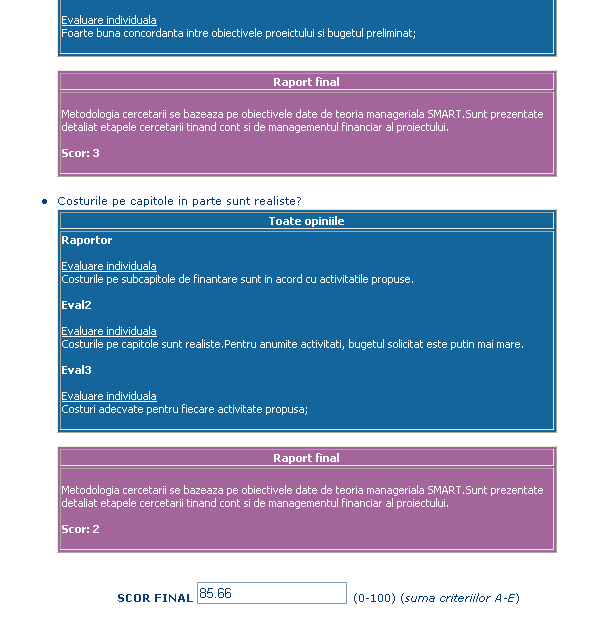 Evaluare individuala
Foarte buna concordanta intre obiectivele proeictului si bugetul preliminat;
Raport final
Metodologia cercetarii se bazeaza pe obiectivele date de teoria manageriala SMART.Sunt prezentate
detaliat etapele cercetarii tinand cont si de managementul financiar al proiectului.
Scor: 3
• Costurile pe capitole in parte sunt realiste?
Toate opiniile
Raportor
Evaluare individuala
Costurile pe subcapitole de finantare sunt in acord cu activitatile propuse.
Eval2
Evaluare individuala
Costurile pe capitole sunt realiste.Pentru anumite activitati, bugetul solicitat este putin mai mare.
Eval3
Evaluare individuala
Costuri adecvate pentru fiecare activitate propusa;
Raport final
Metodologia cercetarii se bazeaza pe obiectivele date de teoria manageriala SMART.Sunt prezentate
detaliat etapele cercetarii tinand cont si de managementul financiar al proiectului.
Scor: 2
SCOR FINAL 85.66 (0-100) (suma criteriilor A-E)